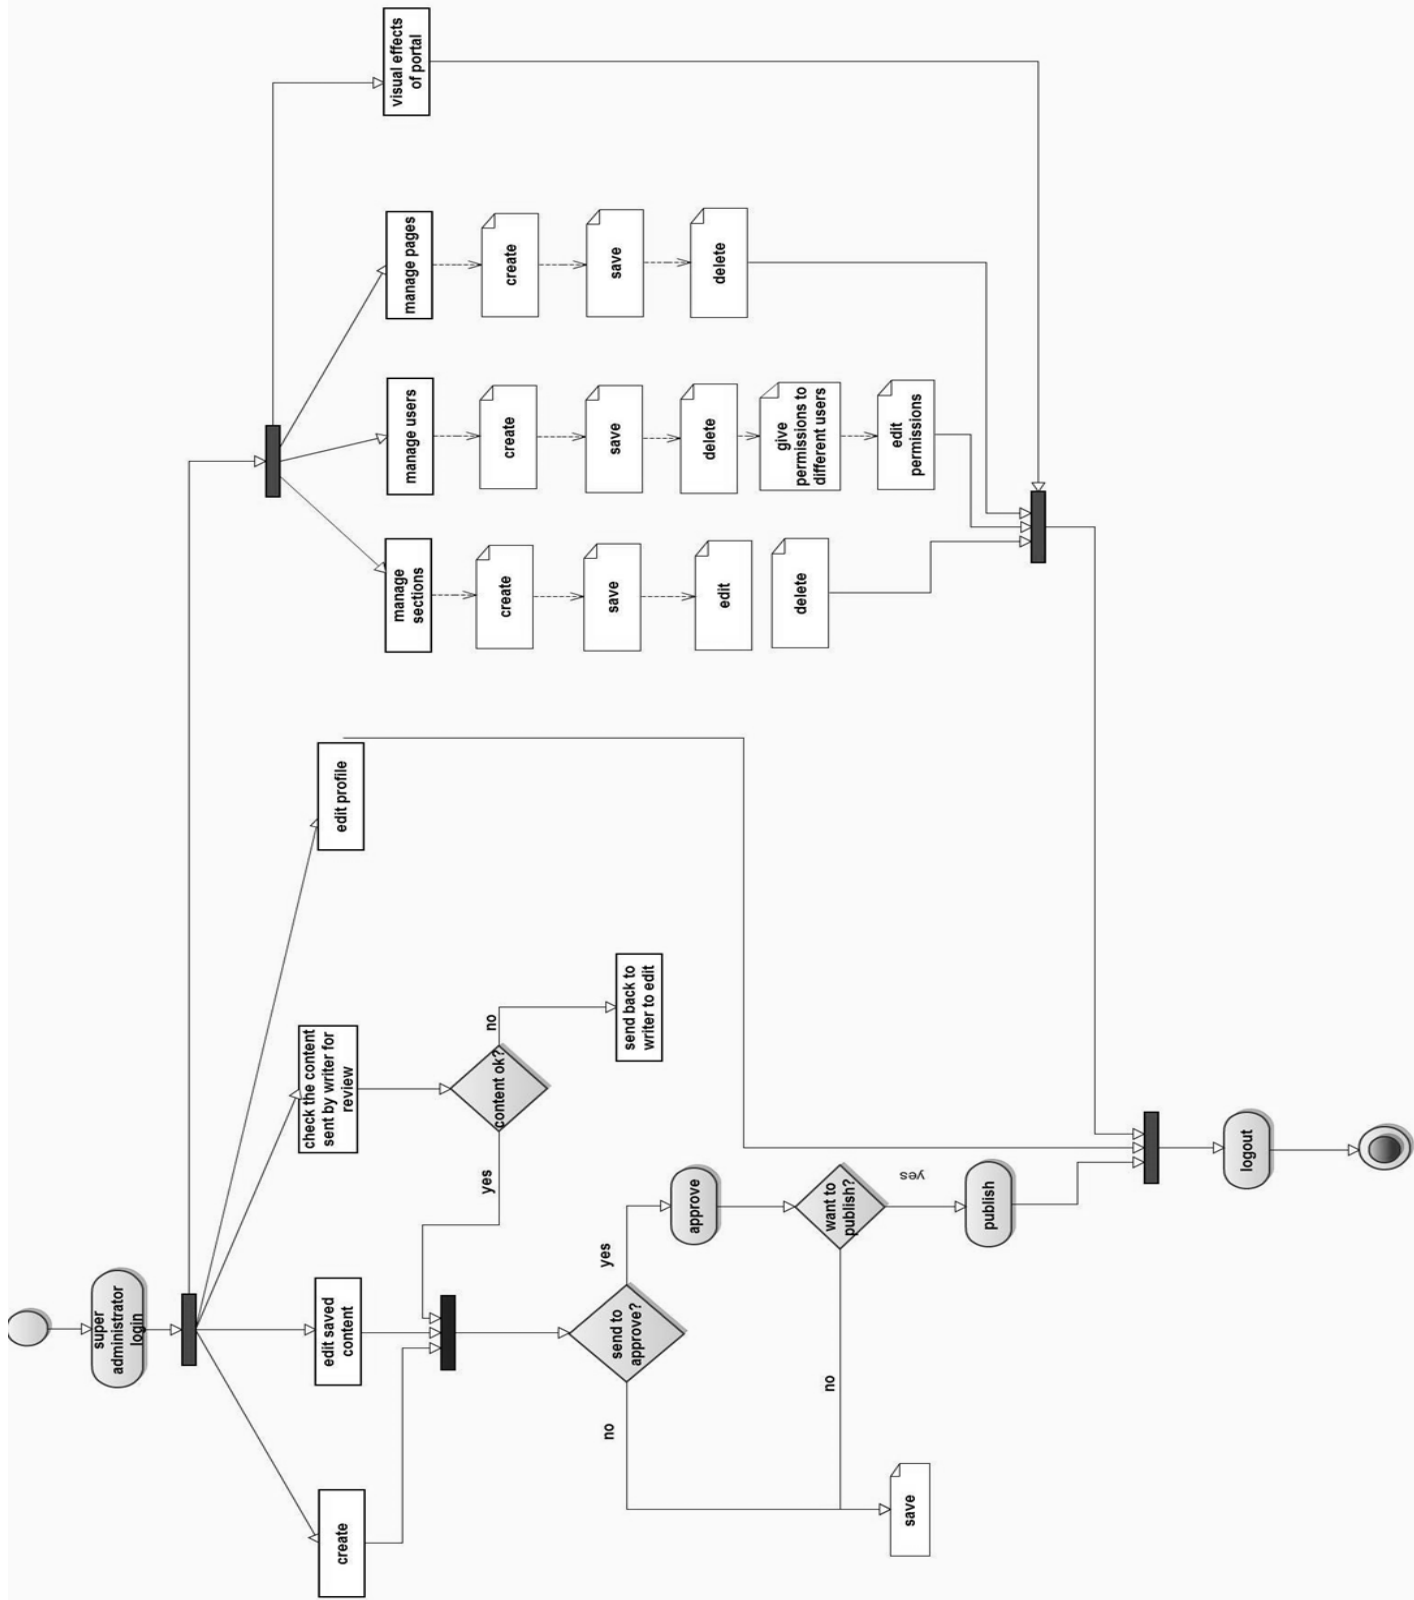 super
administrator
login
create
edit saved
content
check the content
sent by writer for
review
edit profile
content ok?
yes
no
send back to
writer to edit
send to
approve?
no
yes
approve
want to
publish?
no
yes
save
publish
logout
manage
sections
create
save
edit
delete
manage users
create
save
delete
give
permissions to
different users
edit
permissions
manage pages
create
save
delete
visual effects
of portal